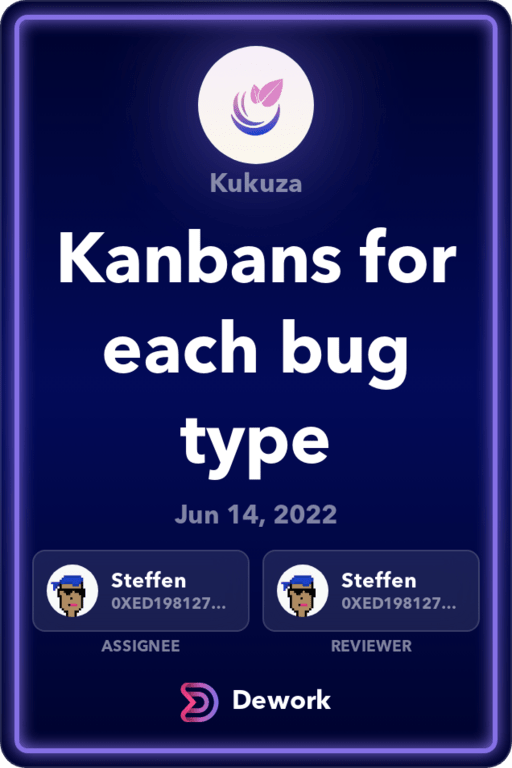 Kukuza
Kanbans for
each bug
type
Jun 14, 2022
Steffen
0XED198127...
ASSIGNEE
Steffen
0XED198127...
REVIEWER
Dework